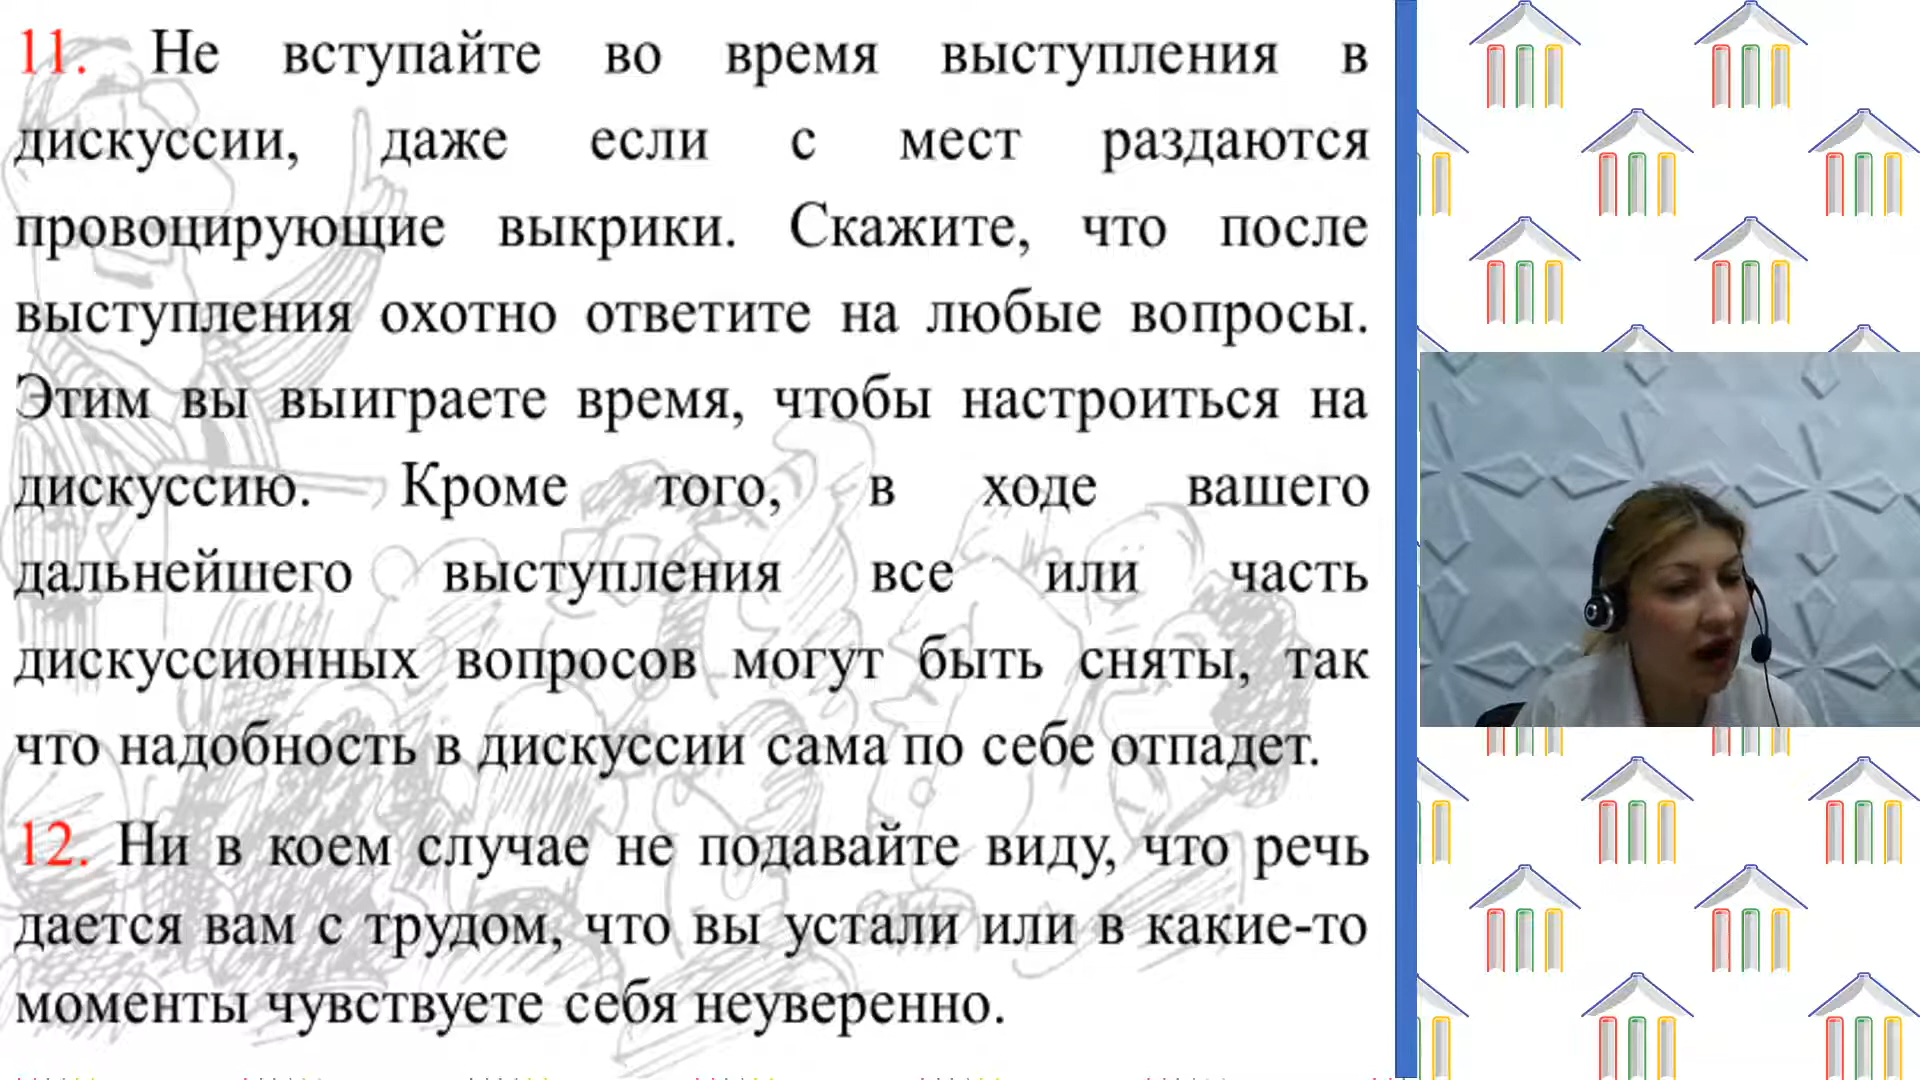 11. Не вступайте во время выступления в
дискуссии, даже если с мест раздаются
провоцирующие выкрики. Скажите, что после
выступления охотно ответите на любые вопросы.
Этим вы выиграете время, чтобы настроиться на
дискуссию. Кроме того, в ходе вашего
дальнейшего выступления все или часть
дискуссионных вопросов могут быть сняты, так
что надобность в дискуссии сама по себе отпадет.
12. Ни в коем случае не подавайте виду, что речь
дается вам с трудом, что вы устали или в какие-то
моменты чувствуете себя неуверенно.